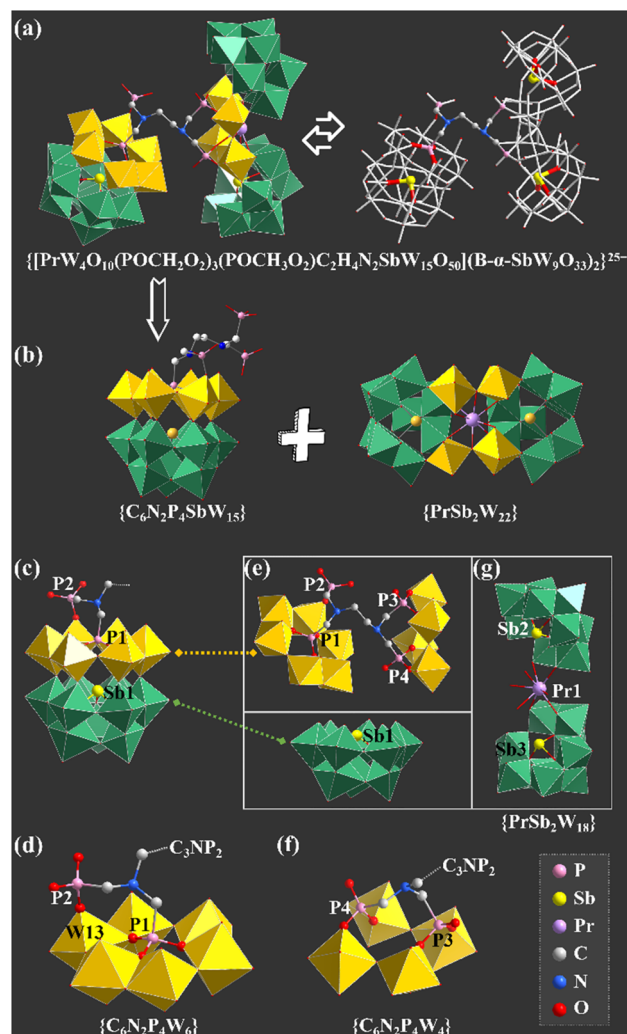 (a)
{[PrW₄O₁₀(POCH₂O₂)₃(POCH₃O₂)C₂H₄N₂SbW₁₅O₅₀](B-α-SbW₉O₃₃)₂}²⁵⁻
(b)
{C₆N₂P₄SbW₁₅}
{PrSb₂W₂₂}
(c)
P2
P1
Sb1
(e)
P2
P3
P1
P4
Sb1
(g)
Sb2
Pr1
Sb3
{PrSb₂W₁₈}
(d)
C₃NP₂
P2
P1
W13
{C₆N₂P₄W₆}
(f)
C₃NP₂
P4
P3
{C₆N₂P₄W₄}
P
Sb
Pr
C
N
O